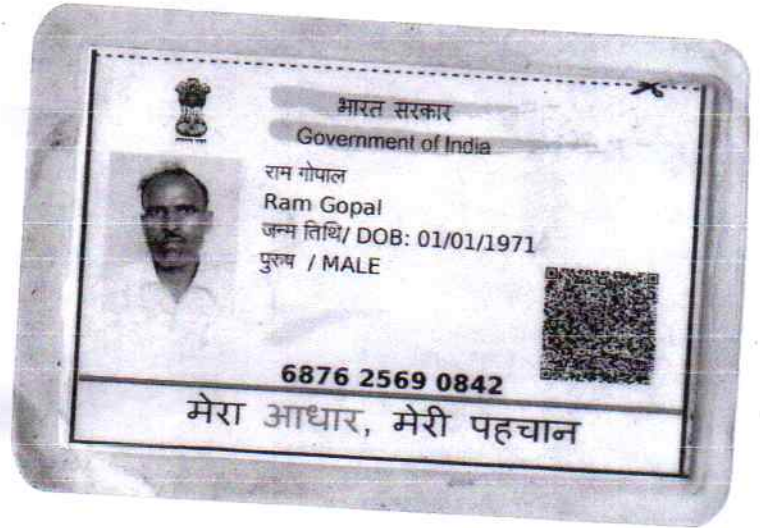 भारत सरकार
Government of India
राम गोपाल
Ram Gopal
जन्म तिथि/ DOB: 01/01/1971
पुरुष / MALE
6876 2569 0842
मेरा आधार, मेरी पहचान